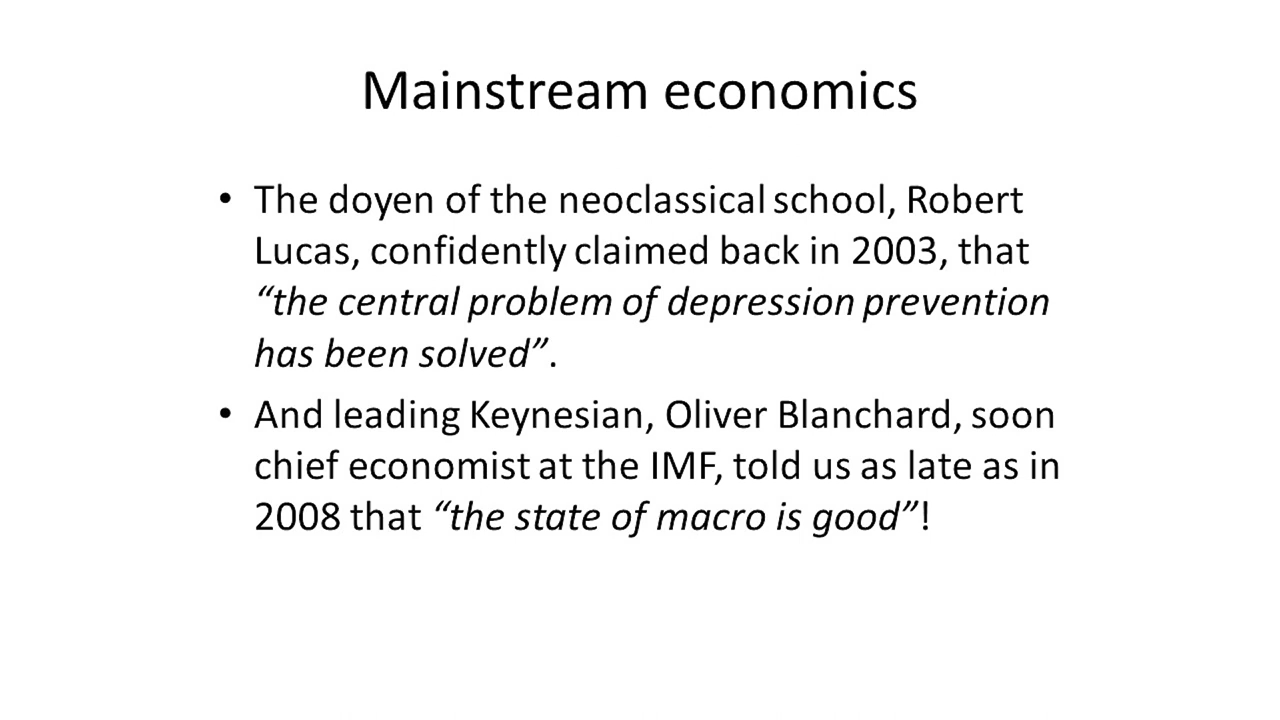 Mainstream economics
• The doyen of the neoclassical school, Robert
Lucas, confidently claimed back in 2003, that
“the central problem of depression prevention
has been solved”.
• And leading Keynesian, Oliver Blanchard, soon
chief economist at the IMF, told us as late as in
2008 that “the state of macro is good”!